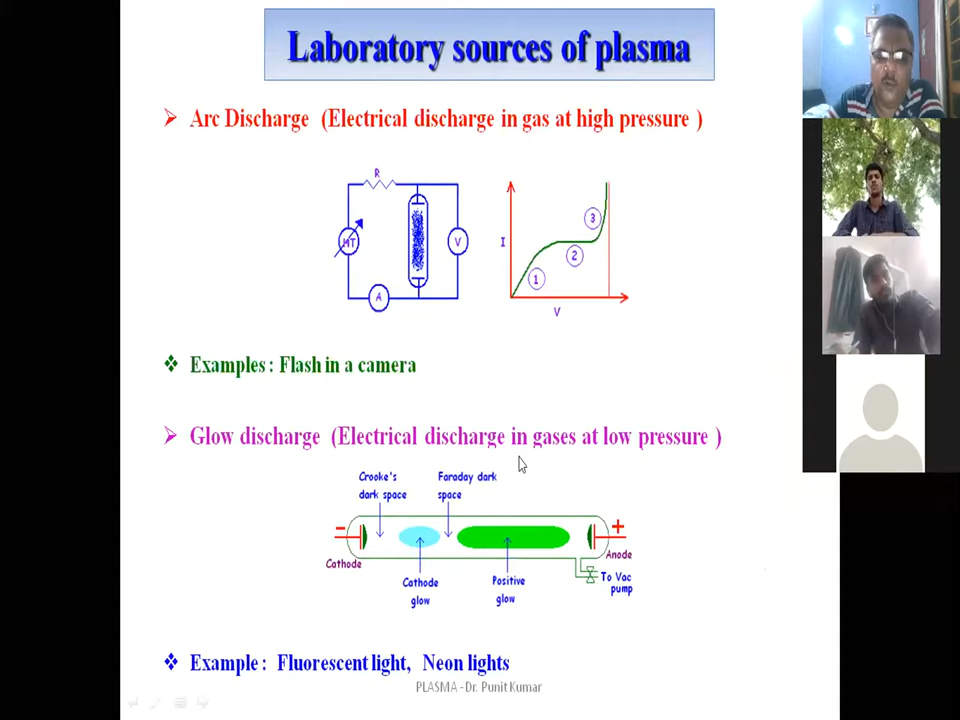 Laboratory sources of plasma
Arc Discharge (Electrical discharge in gas at high pressure )
R
HT
V
A
I
1
2
3
V
Examples : Flash in a camera
Glow discharge (Electrical discharge in gases at low pressure )
Crooke's
dark space
Faraday dark
space
−
+
Cathode
Anode
Cathode
glow
Positive
glow
To Vac
pump
Example : Fluorescent light, Neon lights
PLASMA - Dr. Punit Kumar